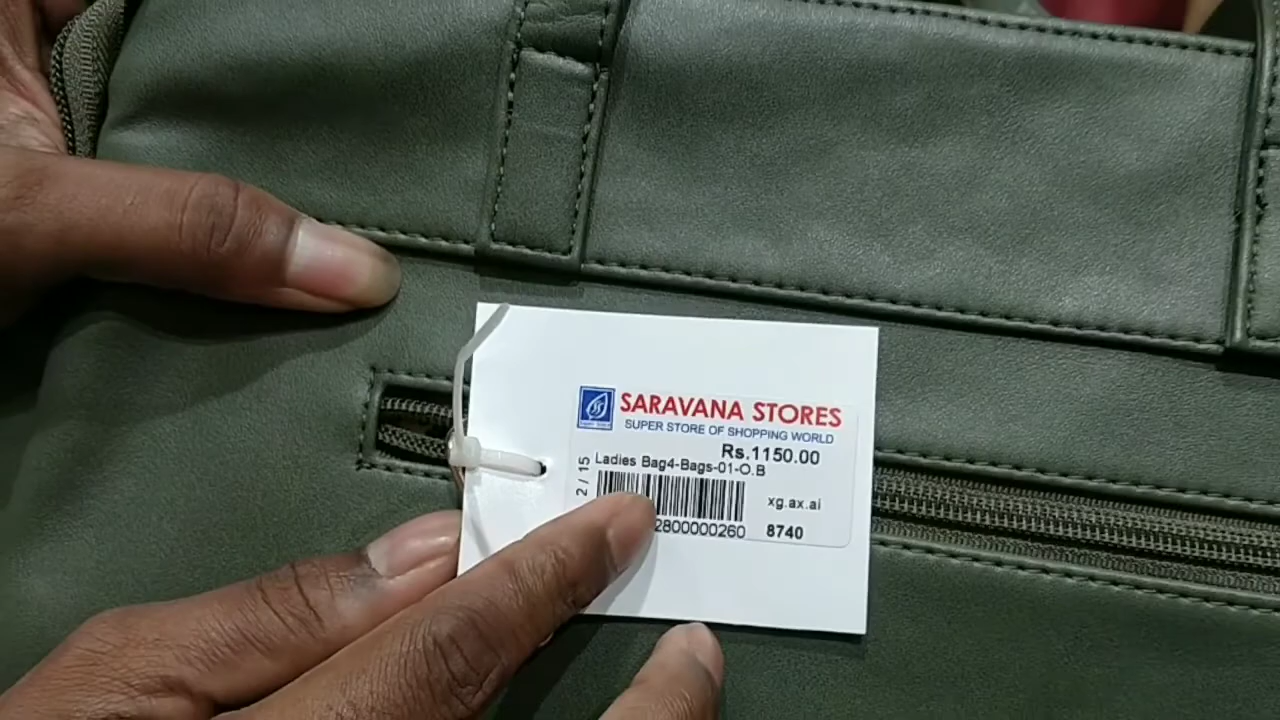 SARAVANA STORES
SUPER STORE OF SHOPPING WORLD
Rs.1150.00
Ladies Bag4-Bags-01-O.B
2 / 15
xg.ax.ai
2800000260 8740